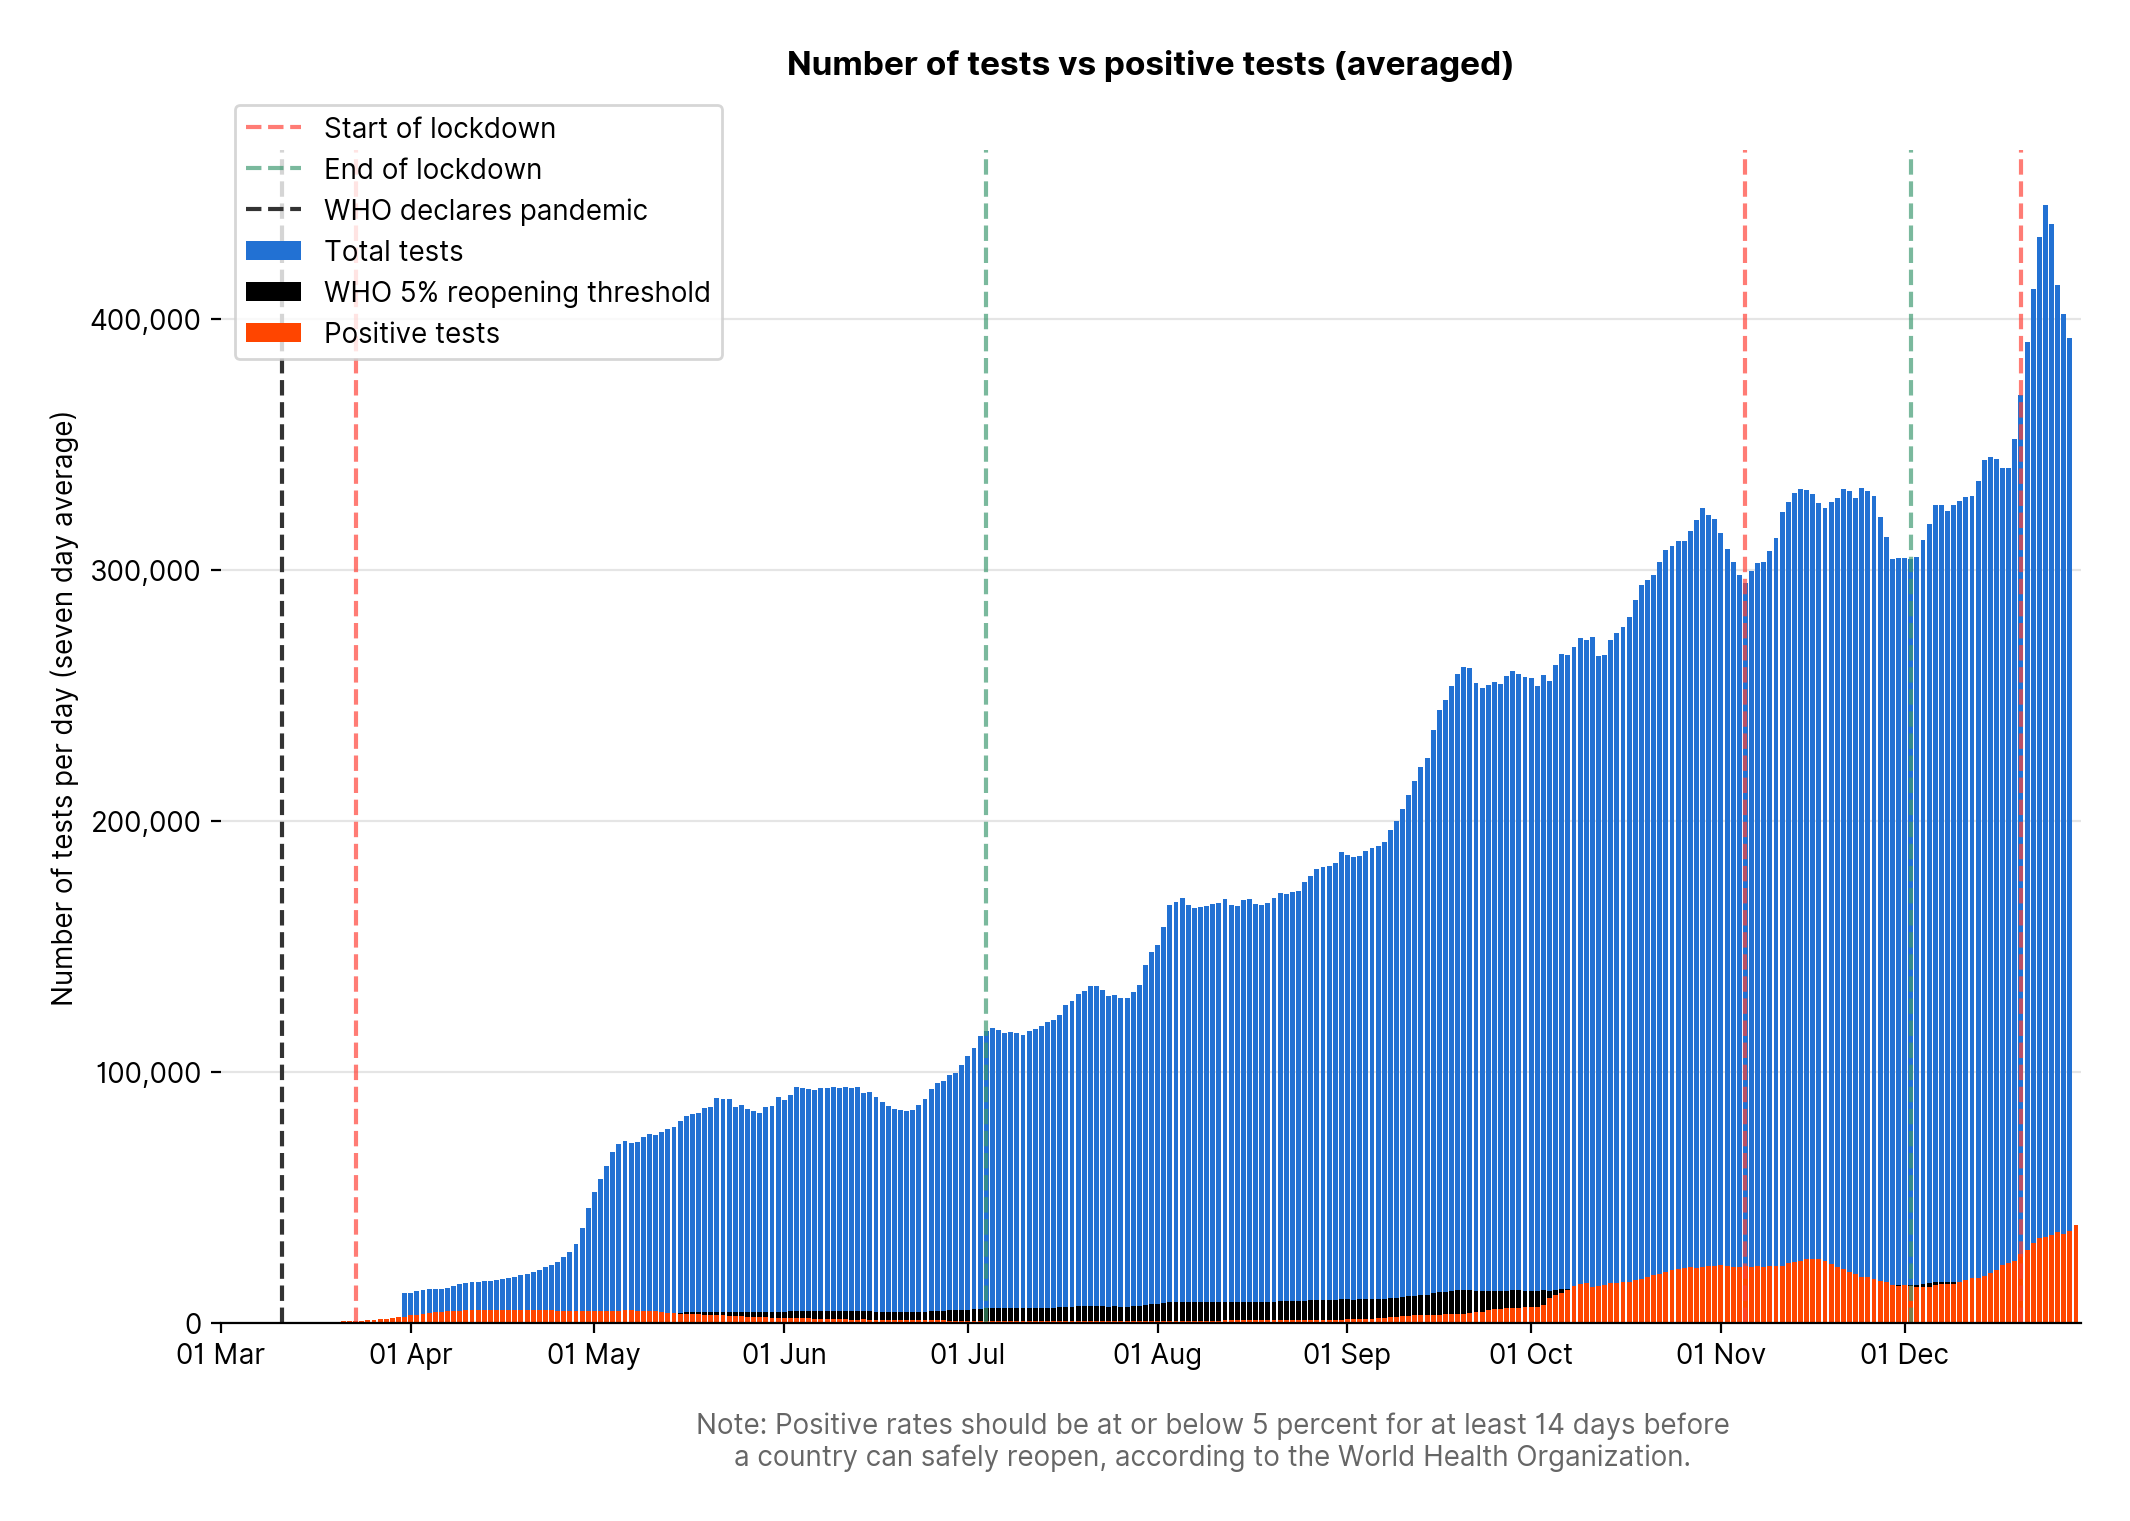 Number of tests vs positive tests (averaged)
Start of lockdown
End of lockdown
WHO declares pandemic
Total tests
WHO 5% reopening threshold
Positive tests
Number of tests per day (seven day average)
400,000
300,000
200,000
100,000
0
01 Mar 01 Apr 01 May 01 Jun 01 Jul 01 Aug 01 Sep 01 Oct 01 Nov 01 Dec
Note: Positive rates should be at or below 5 percent for at least 14 days before
a country can safely reopen, according to the World Health Organization.